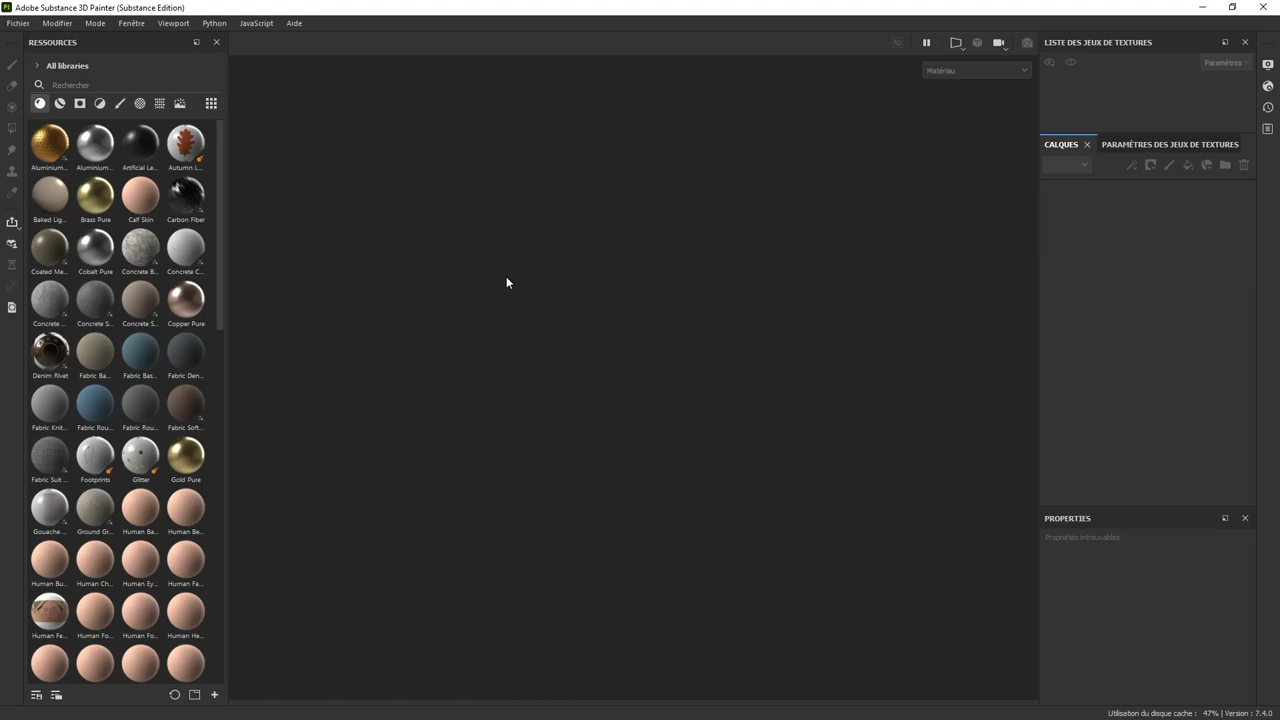 Adobe Substance 3D Painter (Substance Edition)
Fichier Modifier Mode Fenêtre Viewport Python JavaScript Aide
RESSOURCES
All libraries
Rechercher
Aluminium... Aluminium... Artificial Le... Autumn L...
Baked Lig... Brass Pure Calf Skin Carbon Fiber
Coated Me... Cobalt Pure Concrete B... Concrete C...
Concrete ... Concrete S... Concrete S... Copper Pure
Denim Rivet Fabric Ba... Fabric Bas... Fabric Den...
Fabric Knit... Fabric Rou... Fabric Rou... Fabric Soft...
Fabric Suit ... Footprints Glitter Gold Pure
Gouache ... Ground Gr... Human Ba... Human Be...
Human Bu... Human Ch... Human Ey... Human Fa...
Human Fe... Human Fo... Human Fo... Human He...
Matériau
LISTE DES JEUX DE TEXTURES
Paramètres
CALQUES PARAMÈTRES DES JEUX DE TEXTURES
PROPERTIES
Propriétés introuvables
Utilisation du disque cache : 47% | Version : 7.4.0